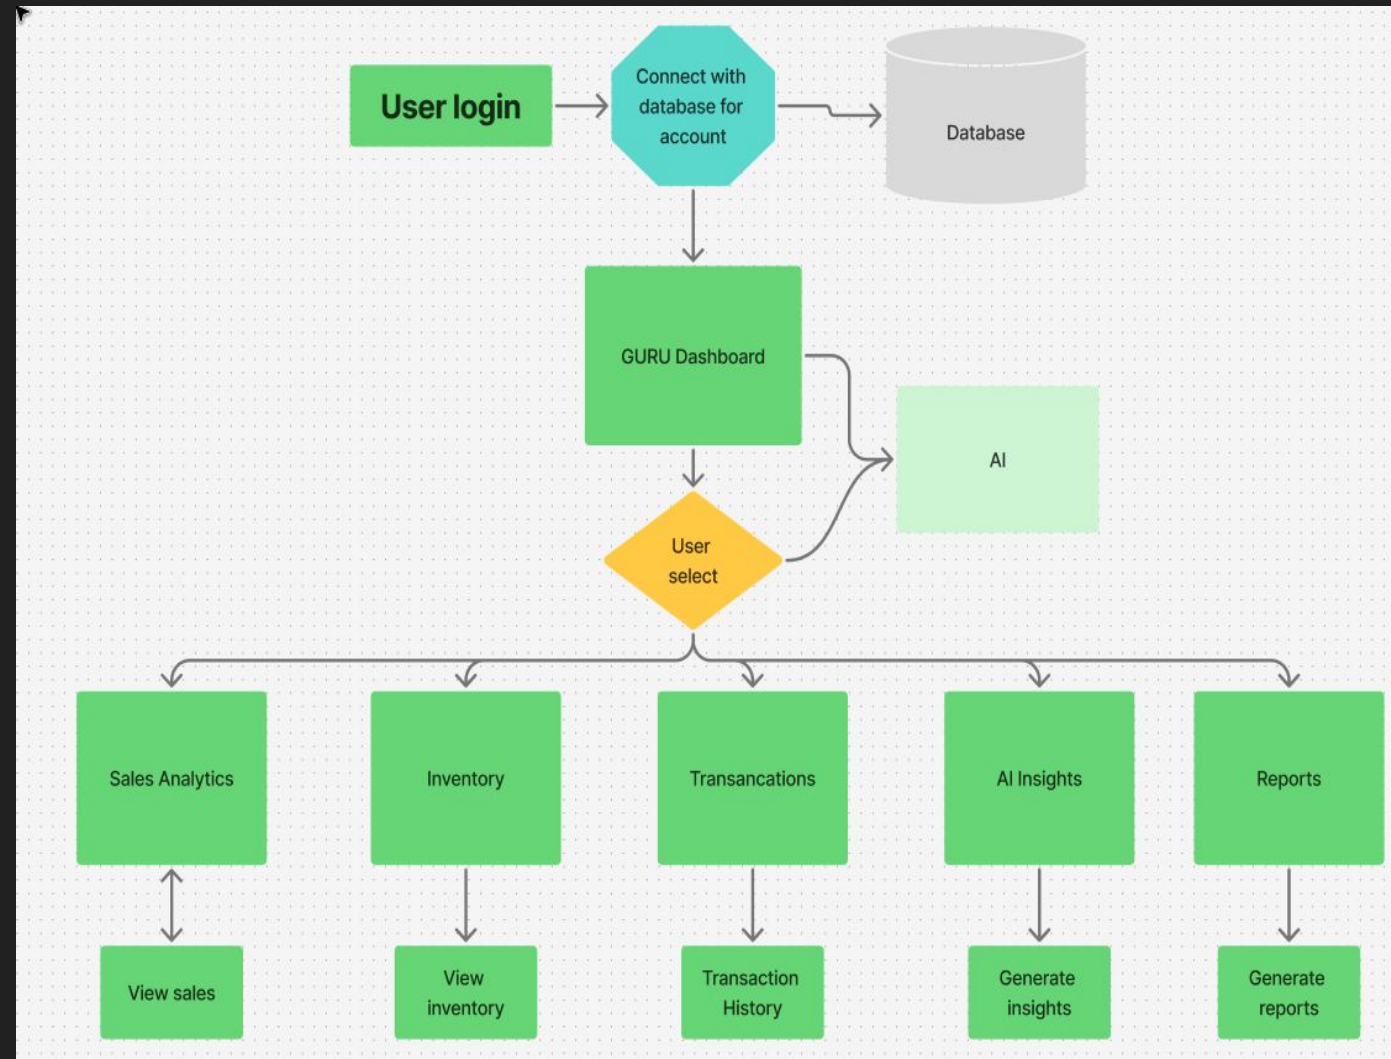 User login
Connect with
database for
account
Database
GURU Dashboard
AI
User
select
Sales Analytics
Inventory
Transancations
AI Insights
Reports
View sales
View
inventory
Transaction
History
Generate
insights
Generate
reports